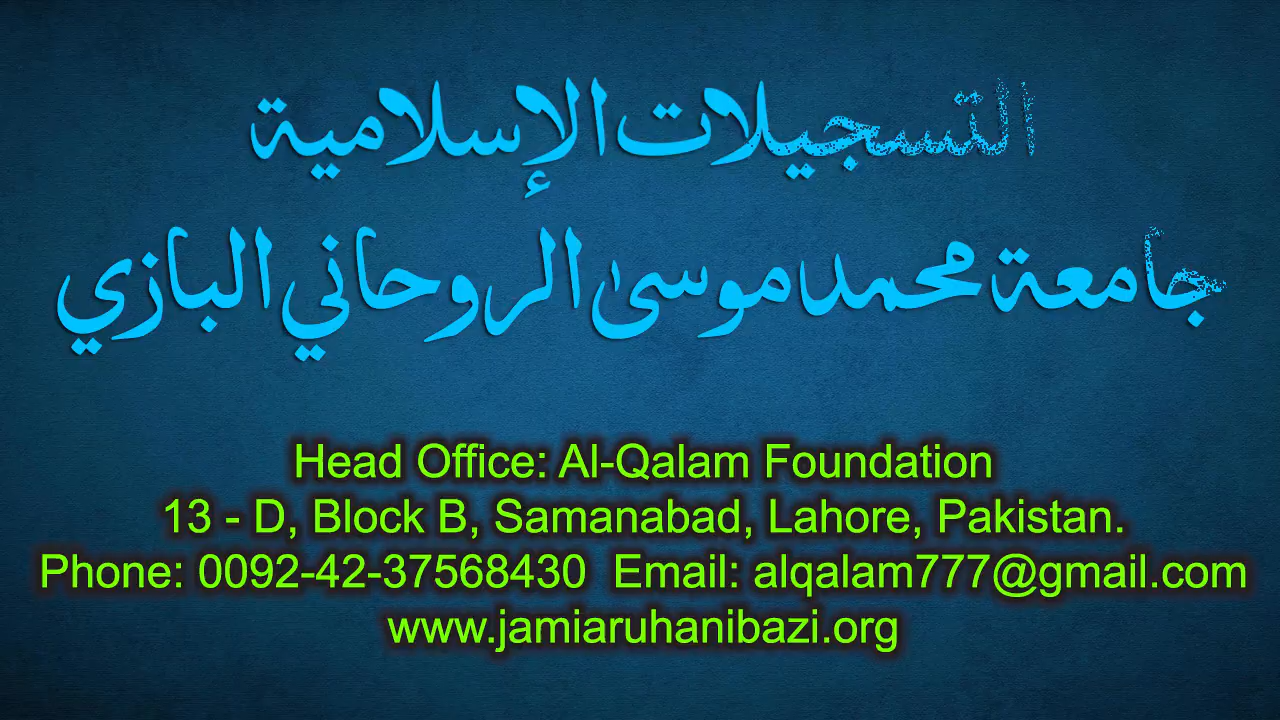 التسجيلات الإسلامية
جامعة محمد موسىٰ الروحاني البازي
Head Office: Al-Qalam Foundation
13 - D, Block B, Samanabad, Lahore, Pakistan.
Phone: 0092-42-37568430 Email: alqalam777@gmail.com
www.jamiaruhanibazi.org